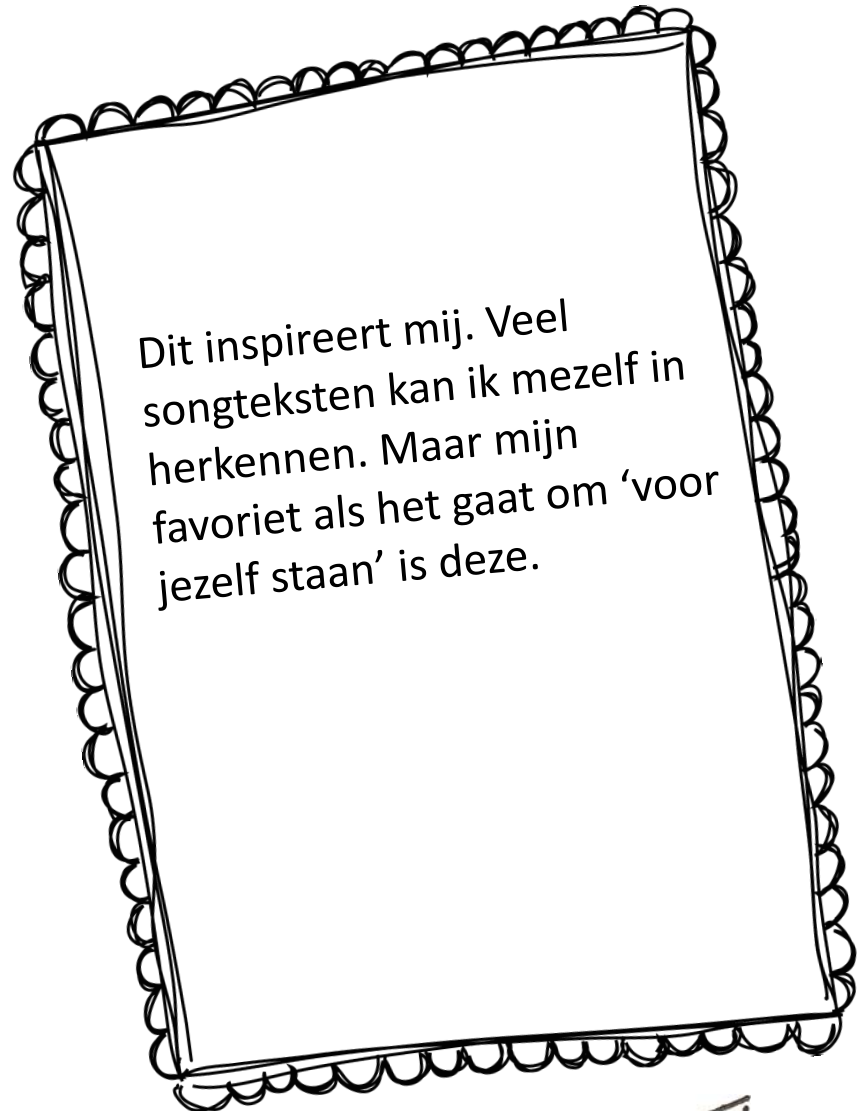 Dit inspireert mij. Veel
songteksten kan ik mezelf in
herkennen. Maar mijn
favoriet als het gaat om ‘voor
jezelf staan’ is deze.